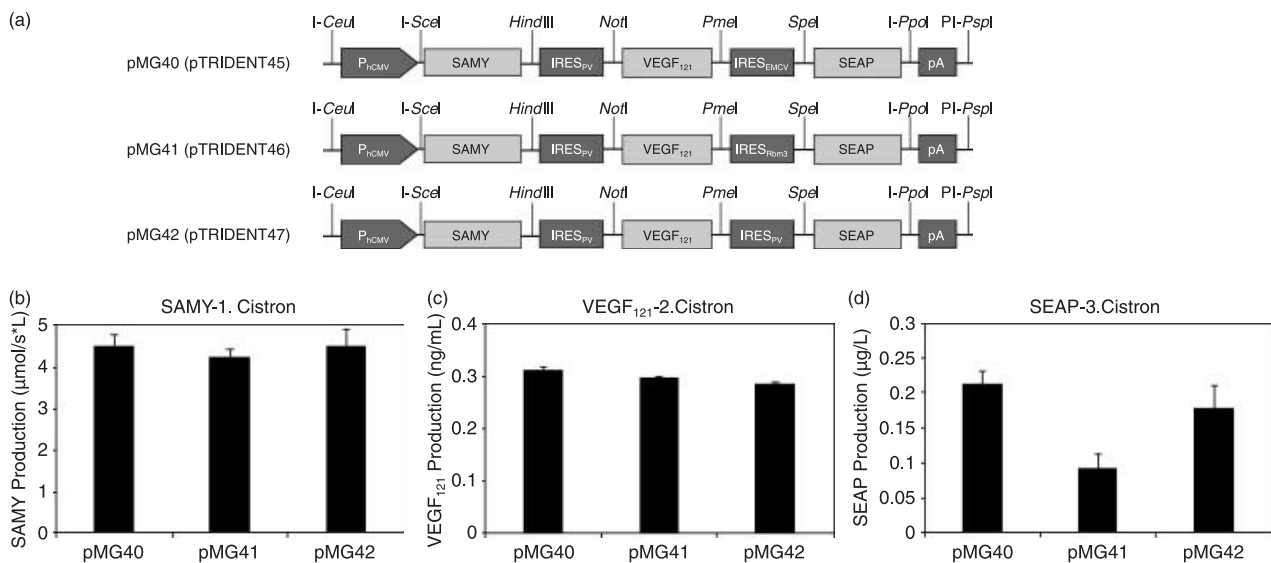 (a)
I-CeuI I-SceI HindIII NotI PmeI SpeI I-PpoI PI-PspI
pMG40 (pTRIDENT45) PhCMV SAMY IRESPV VEGF121 IRESEMCV SEAP pA
I-CeuI I-SceI HindIII NotI PmeI SpeI I-PpoI PI-PspI
pMG41 (pTRIDENT46) PhCMV SAMY IRESPV VEGF121 IRESRbm3 SEAP pA
I-CeuI I-SceI HindIII NotI PmeI SpeI I-PpoI PI-PspI
pMG42 (pTRIDENT47) PhCMV SAMY IRESPV VEGF121 IRESPV SEAP pA
(b)
SAMY-1. Cistron
SAMY Production (µmol/s*L)
5
4
3
2
1
0
pMG40 pMG41 pMG42
(c)
VEGF121-2.Cistron
VEGF121 Production (ng/mL)
0.4
0.3
0.2
0.1
0
pMG40 pMG41 pMG42
(d)
SEAP-3.Cistron
SEAP Production (µg/L)
0.3
0.25
0.2
0.15
0.1
0.05
0
pMG40 pMG41 pMG42